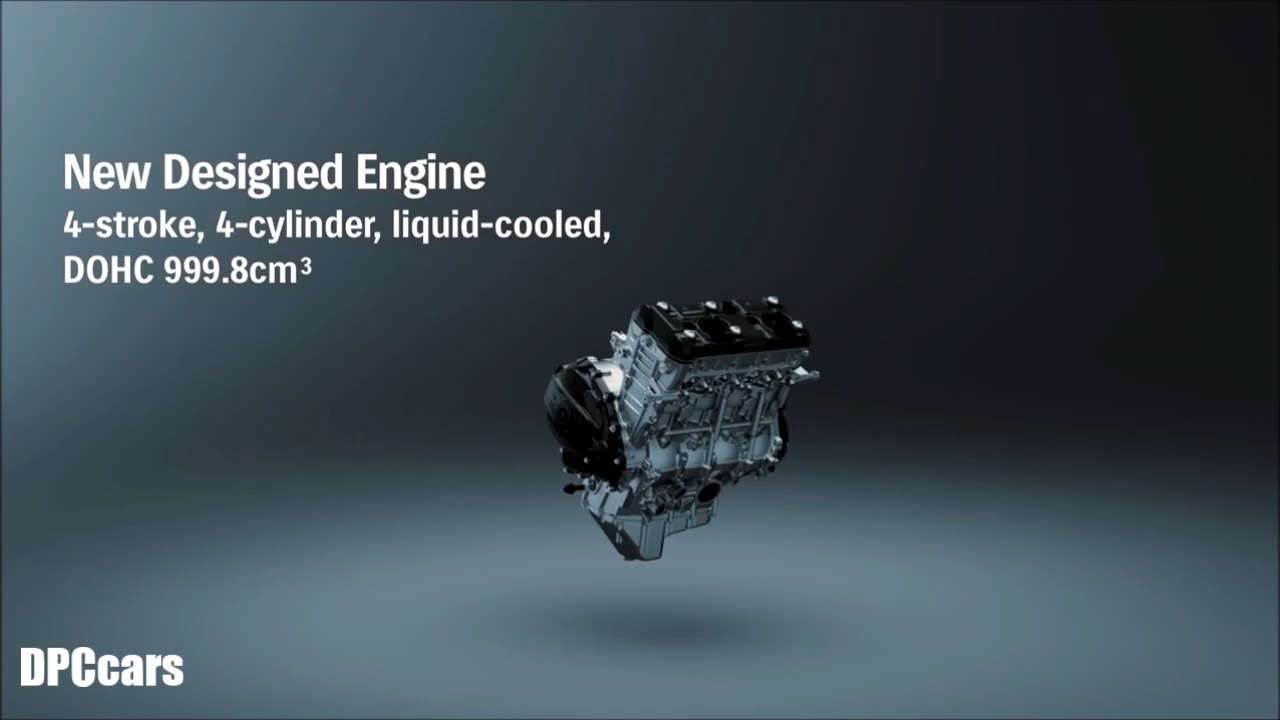 New Designed Engine
4-stroke, 4-cylinder, liquid-cooled,
DOHC 999.8cm³
DPCcars